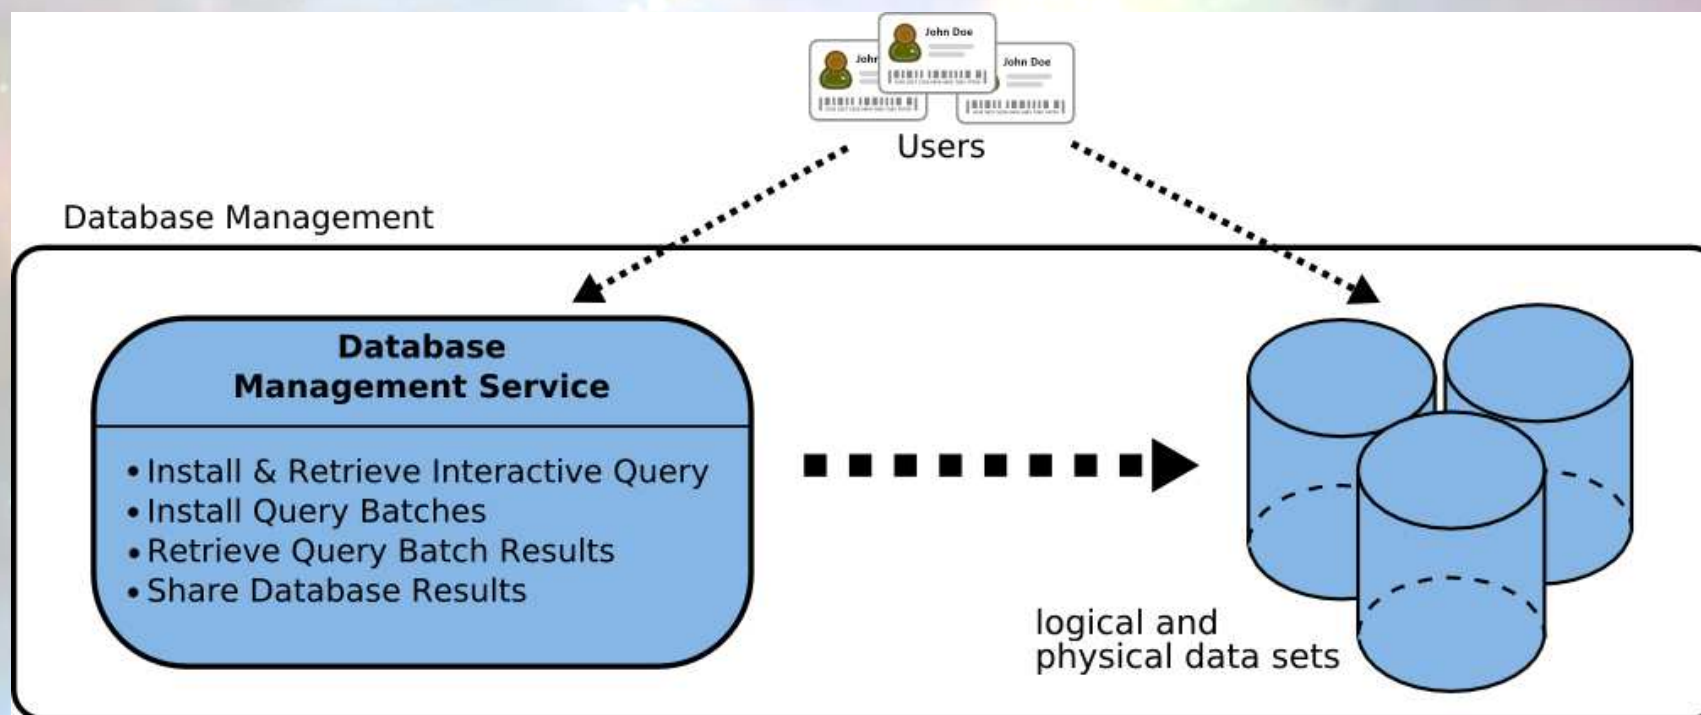 John Doe
John
John Doe
Users
Database Management
Database
Management Service
• Install & Retrieve Interactive Query
• Install Query Batches
• Retrieve Query Batch Results
• Share Database Results
logical and
physical data sets